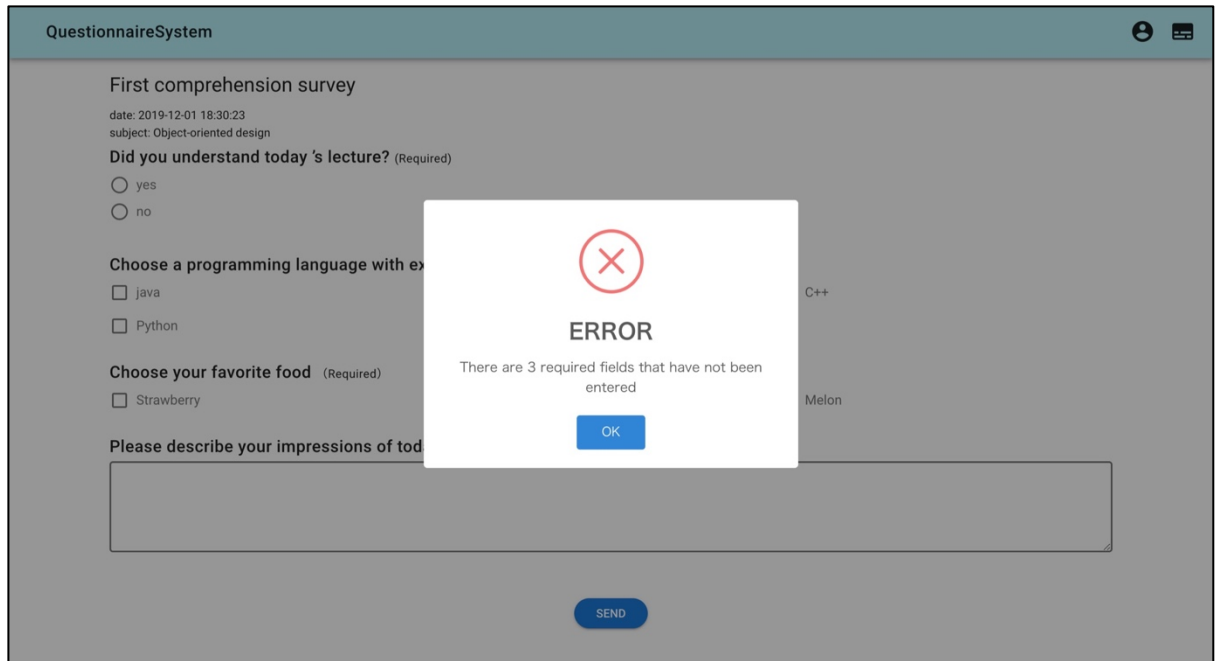 QuestionnaireSystem
First comprehension survey
date: 2019-12-01 18:30:23
subject: Object-oriented design
Did you understand today 's lecture? (Required)
yes
no
Choose a programming language with
java
C++
Python
Choose your favorite food (Required)
Strawberry
Melon
Please describe your impressions of
ERROR
There are 3 required fields that have not been
entered
OK
SEND